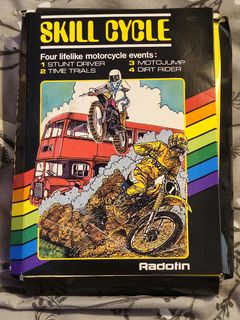 SKILL CYCLE
Four lifelike motorcycle events:
1 STUNT DRIVER 3 MOTOJUMP
2 TIME TRIALS 4 DIRT RIDER
Radofin